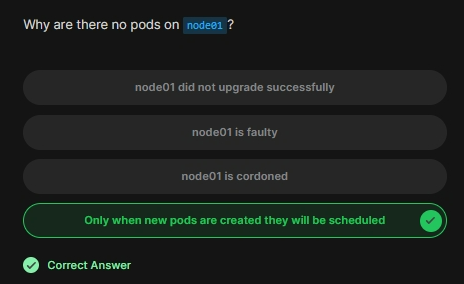 Why are there no pods on node01?
node01 did not upgrade successfully
node01 is faulty
node01 is cordoned
Only when new pods are created they will be scheduled
Correct Answer